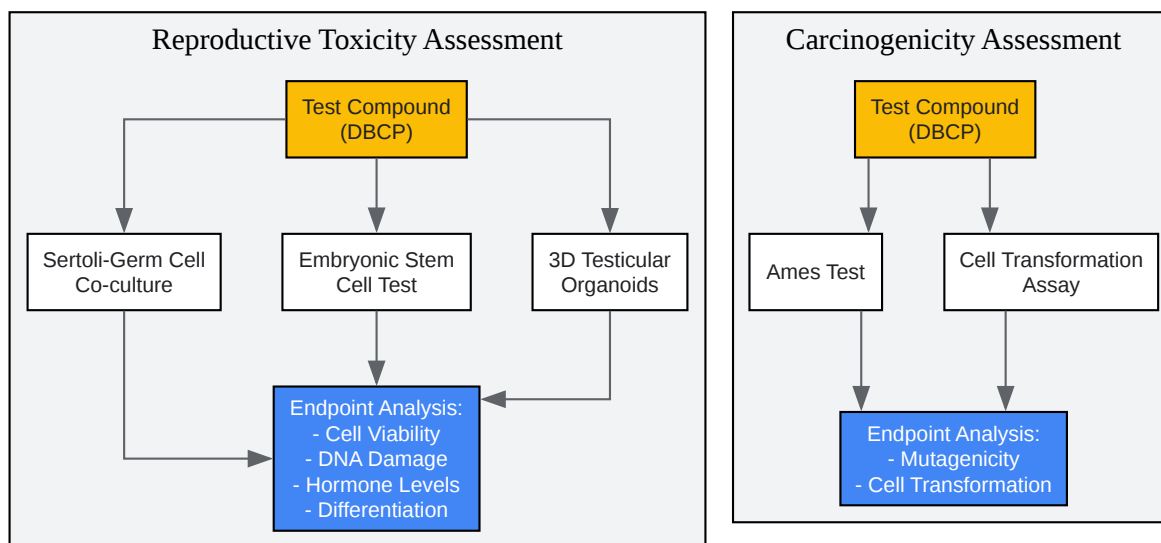 Reproductive Toxicity Assessment
Test Compound
(DBCP)
Sertoli-Germ Cell
Co-culture
Embryonic Stem
Cell Test
3D Testicular
Organoids
Endpoint Analysis:
- Cell Viability
- DNA Damage
- Hormone Levels
- Differentiation
Carcinogenicity Assessment
Test Compound
(DBCP)
Ames Test
Cell Transformation
Assay
Endpoint Analysis:
- Mutagenicity
- Cell Transformation